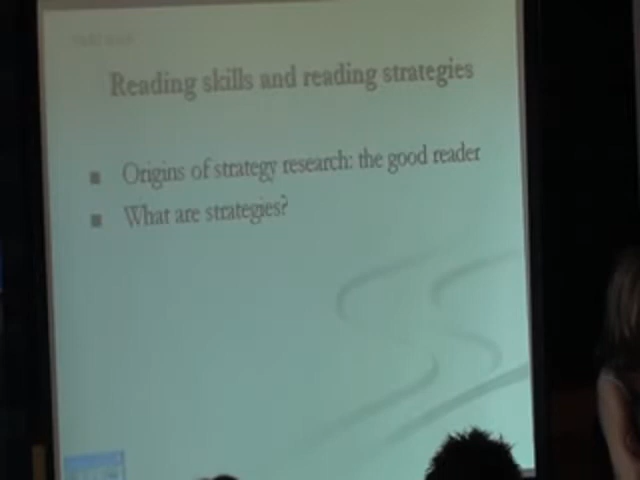 Reading skills and reading strategies
Origins of strategy research: the good reader
What are strategies?